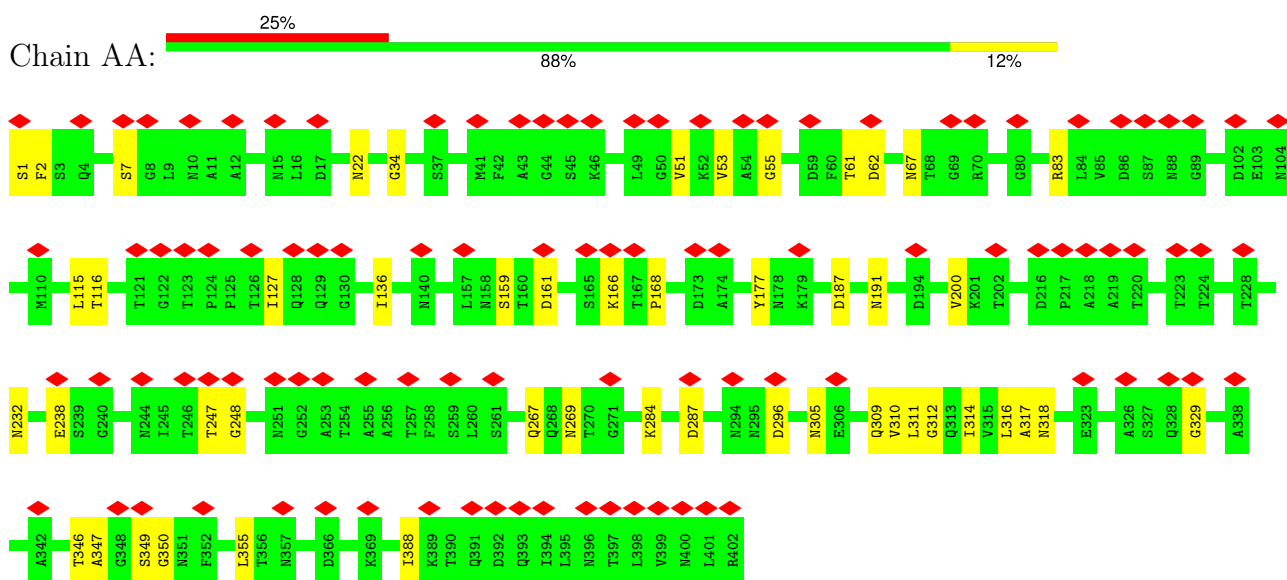 25%
Chain AA:
88% 12%
S1 F2 S3 Q4 S7 G8 L9 N10 A11 A12 N15 L16 D17 N22 G34 S37 M41 F42 A43 G44 S45 K46 L49 G50 V51 K52 V53 A54 G55 D59 F60 T61 D62 N67 T68 G69 R70 G80 R83 L84 V85 D86 S87 N88 G89 D102 E103 N104
M110 L115 T116 T121 G122 T123 P124 P125 T126 I127 Q128 Q129 G130 I136 N140 L157 N158 S159 T160 D161 S165 K166 T167 P168 D173 A174 Y177 N178 K179 D187 N191 D194 V200 K201 T202 D216 P217 A218 A219 T220 T223 T224 T228
N232 E238 S239 G240 N244 I245 T246 T247 G248 N251 G252 A253 T254 A255 A256 T257 F258 S259 L260 S261 Q267 Q268 N269 T270 G271 K284 D287 N294 N295 D296 N305 E306 Q309 V310 L311 G312 Q313 I314 V315 L316 A317 N318 E323 A326 S327 Q328 G329 A338
A342 T346 A347 G348 S349 G350 N351 F352 L355 T356 N357 D366 K369 I388 K389 T390 Q391 D392 Q393 I394 L395 N396 T397 L398 V399 N400 L401 R402